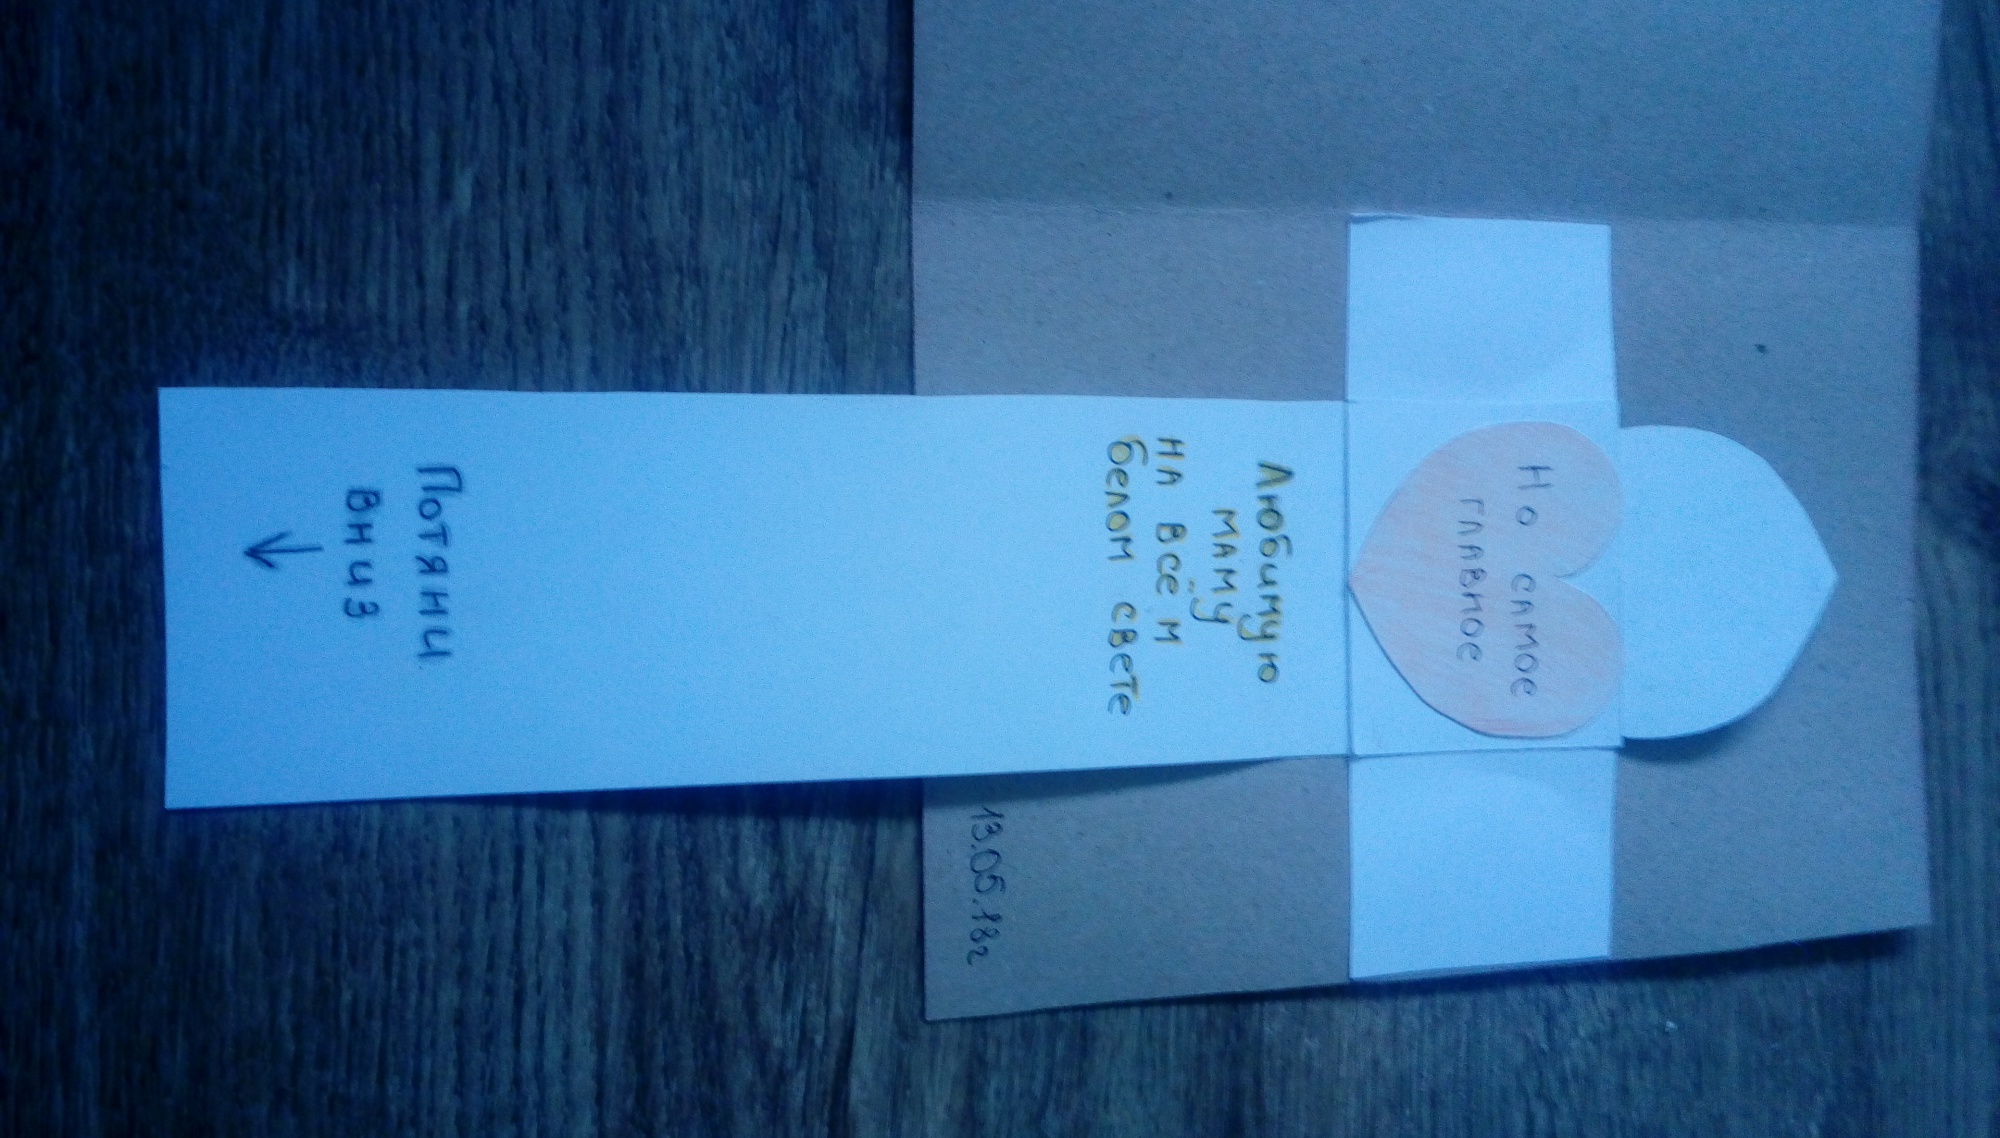 Но самое
главное
Любимую
маму
на всём
белом свете
Потяни
вниз
13.05.18г